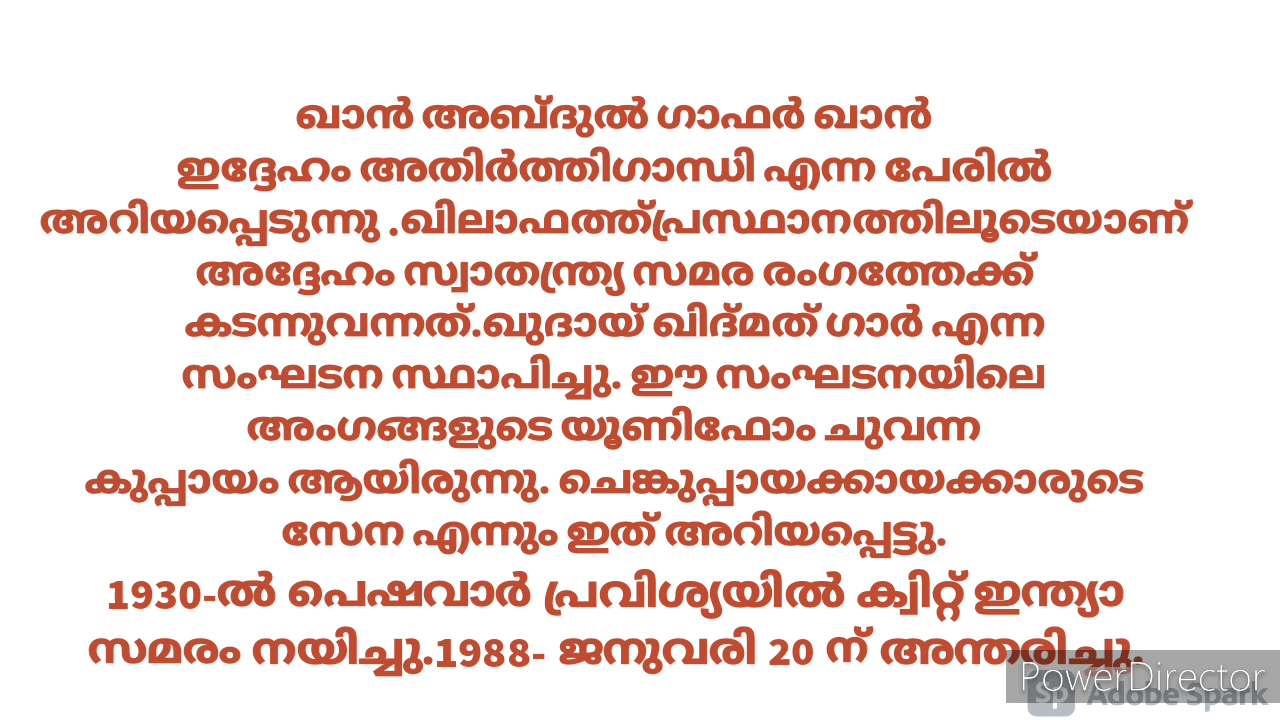 ഖാൻ അബ്ദുൽ ഗാഫർ ഖാൻ
ഇദ്ദേഹം അതിർത്തിഗാന്ധി എന്ന പേരിൽ
അറിയപ്പെടുന്നു .ഖിലാഫത്ത്പ്രസ്ഥാനത്തിലൂടെയാണ്
അദ്ദേഹം സ്വാതന്ത്ര്യ സമര രംഗത്തേക്ക്
കടന്നുവന്നത്.ഖുദായ് ഖിദ്മത് ഗാർ എന്ന
സംഘടന സ്ഥാപിച്ചു. ഈ സംഘടനയിലെ
അംഗങ്ങളുടെ യൂണിഫോം ചുവന്ന
കുപ്പായം ആയിരുന്നു. ചെങ്കുപ്പായക്കായക്കാരുടെ
സേന എന്നും ഇത് അറിയപ്പെട്ടു.
1930-ൽ പെഷവാർ പ്രവിശ്യയിൽ ക്വിറ്റ് ഇന്ത്യാ
സമരം നയിച്ചു.1988- ജനുവരി 20 ന് അന്തരിച്ചു.
PowerDirector
Sp Adobe Spark